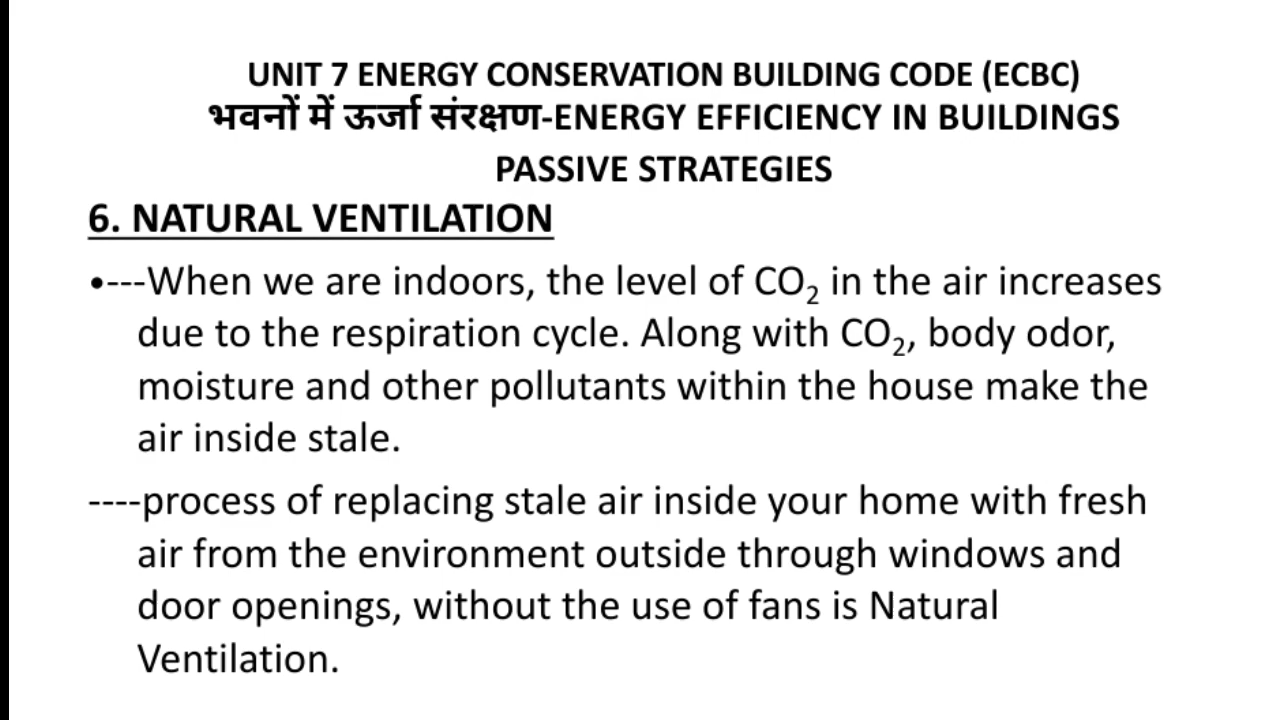 UNIT 7 ENERGY CONSERVATION BUILDING CODE (ECBC)
भवनों में ऊर्जा संरक्षण-ENERGY EFFICIENCY IN BUILDINGS
PASSIVE STRATEGIES
6. NATURAL VENTILATION
•---When we are indoors, the level of CO₂ in the air increases
due to the respiration cycle. Along with CO₂, body odor,
moisture and other pollutants within the house make the
air inside stale.
----process of replacing stale air inside your home with fresh
air from the environment outside through windows and
door openings, without the use of fans is Natural
Ventilation.